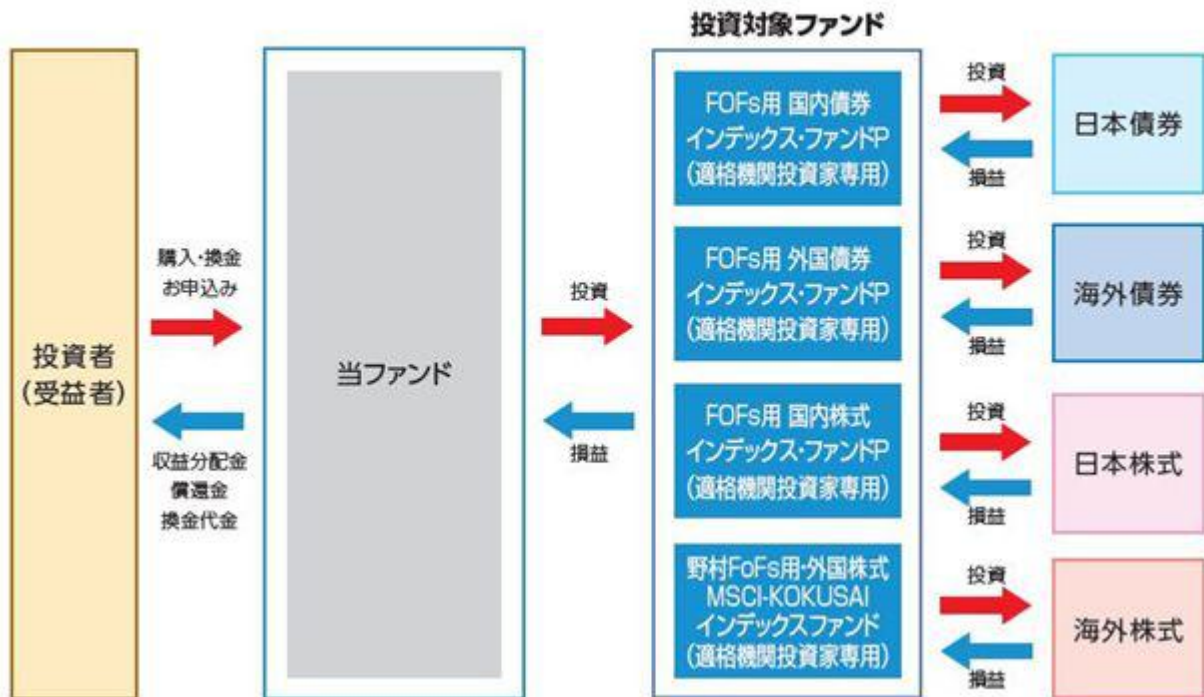 投資対象ファンド
投資者
(受益者)
購入・換金
お申込み
収益分配金
償還金
換金代金
当ファンド
投資
損益
FOFs用 国内債券
インデックス・ファンドP
(適格機関投資家専用)
投資
損益
日本債券
FOFs用 外国債券
インデックス・ファンドP
(適格機関投資家専用)
投資
損益
海外債券
FOFs用 国内株式
インデックス・ファンドP
(適格機関投資家専用)
投資
損益
日本株式
野村FoFs用・外国株式
MSCI-KOKUSAI
インデックスファンド
(適格機関投資家専用)
投資
損益
海外株式